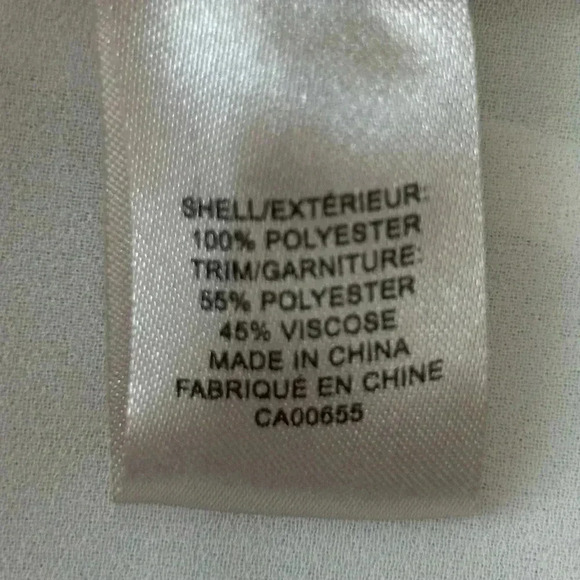 SHELL/EXTÉRIEUR:
100% POLYESTER
TRIM/GARNITURE:
55% POLYESTER
45% VISCOSE
MADE IN CHINA
FABRIQUÉ EN CHINE
CA00655